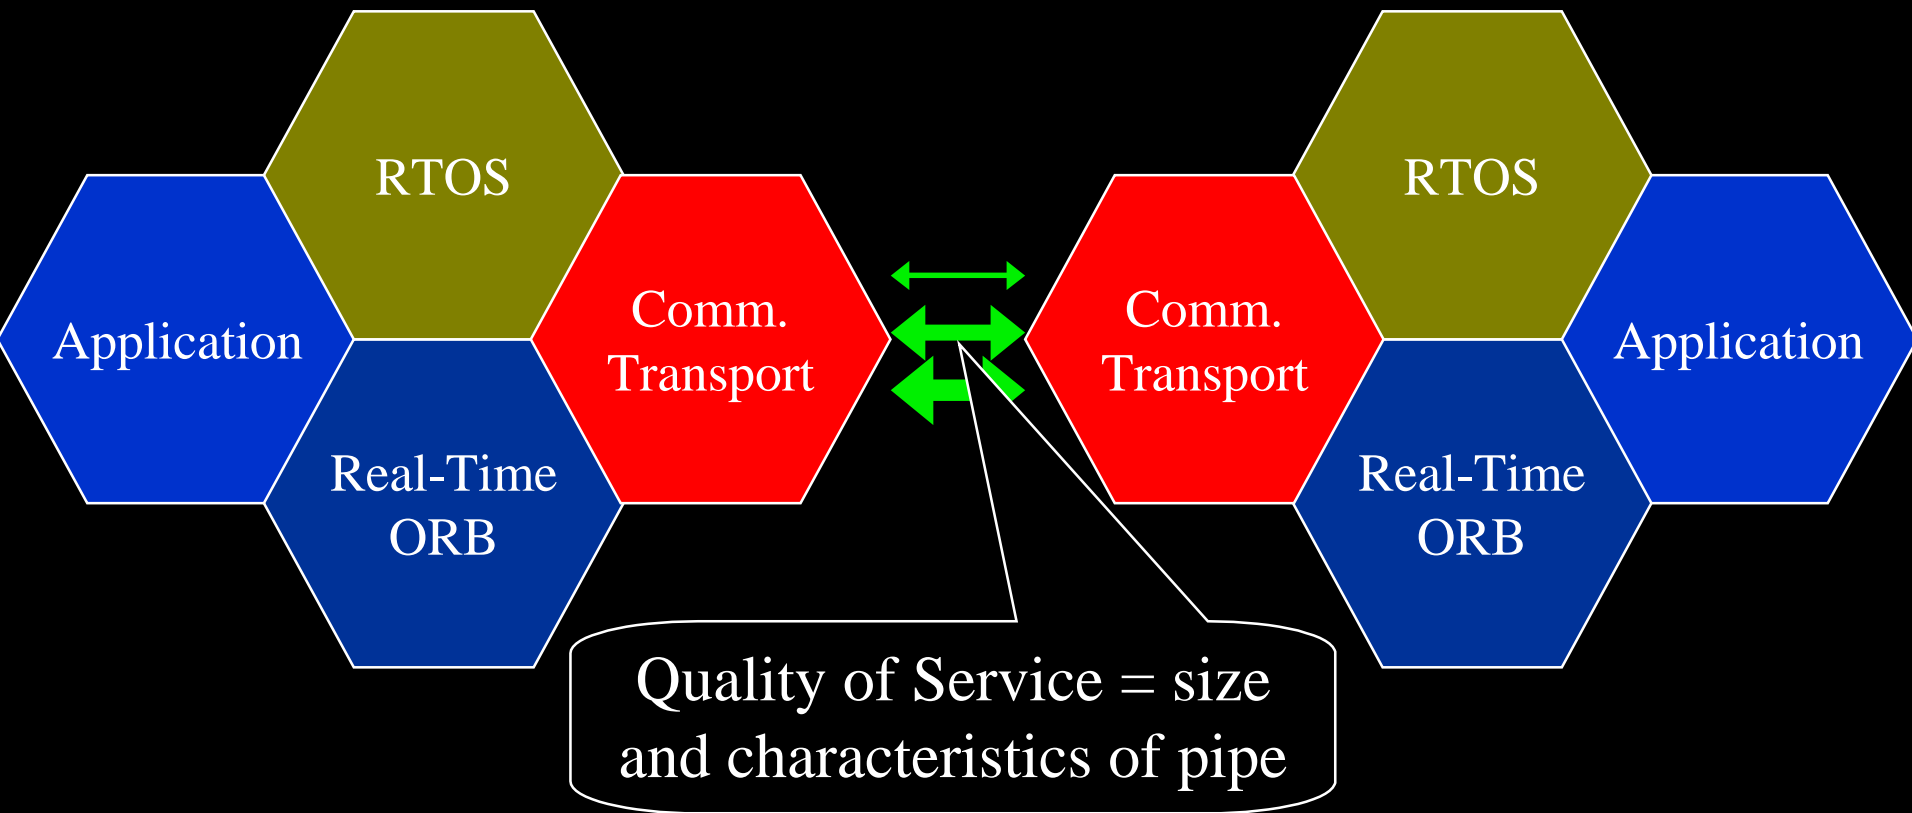 RTOS
Application
Comm.
Transport
Real-Time
ORB
RTOS
Comm.
Transport
Application
Real-Time
ORB
Quality of Service = size
and characteristics of pipe